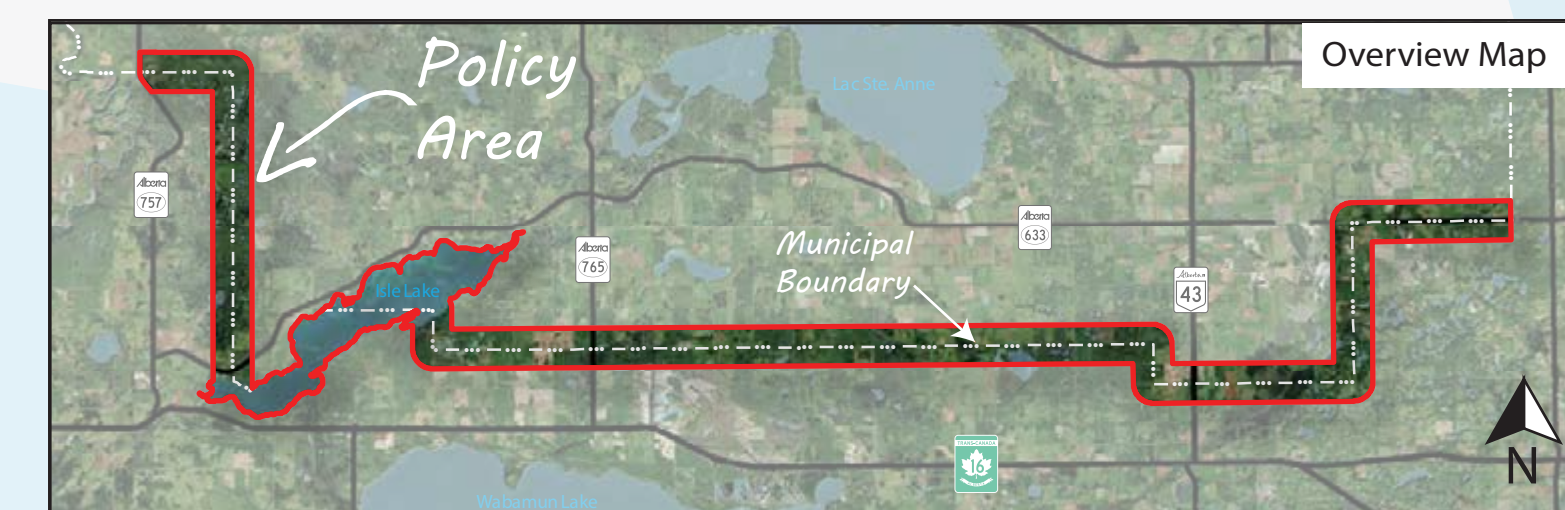 Overview Map
Policy
Area
Lac Ste. Anne
Alberta
757
Alberta
633
Municipal
Boundary
Alberta
765
Isle Lake
Alberta
43
TRANS-CANADA
16
N
Wabamun Lake